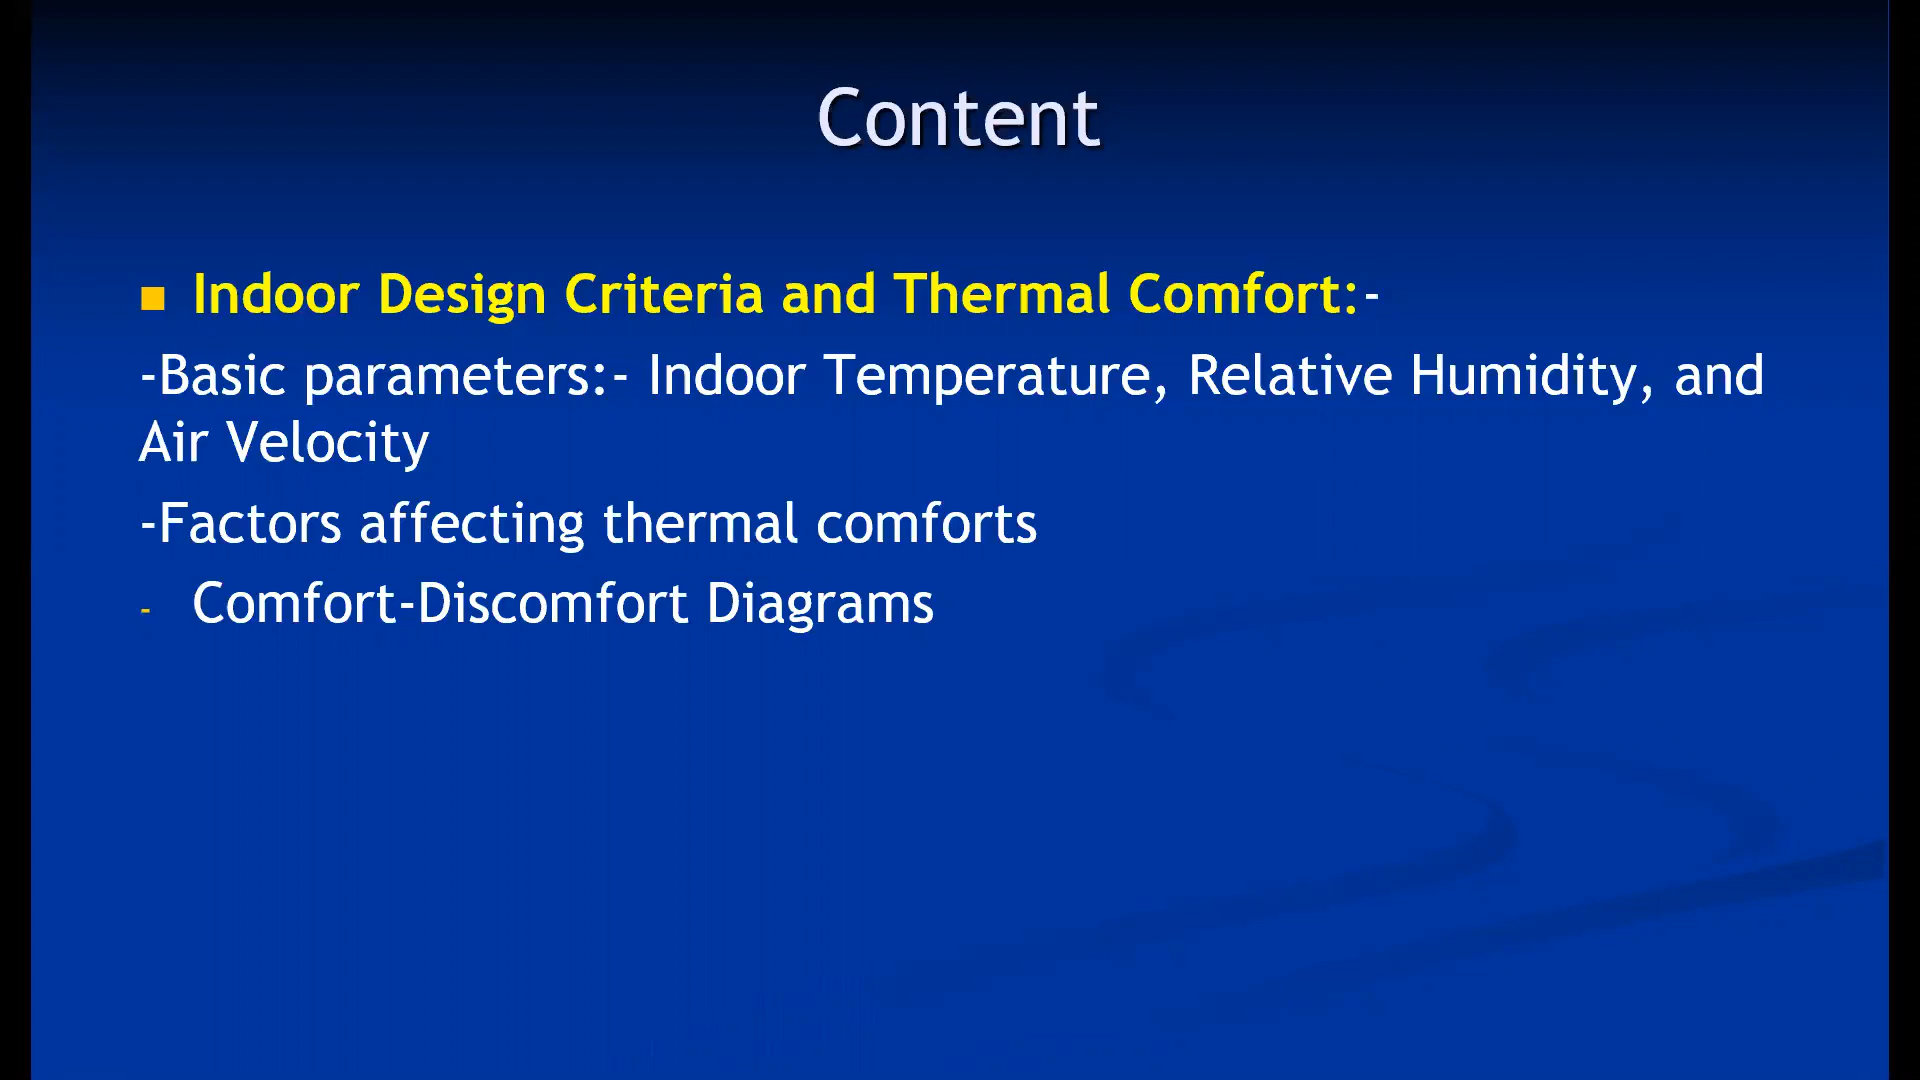 Content
Indoor Design Criteria and Thermal Comfort:-
-Basic parameters:- Indoor Temperature, Relative Humidity, and
Air Velocity
-Factors affecting thermal comforts
- Comfort-Discomfort Diagrams